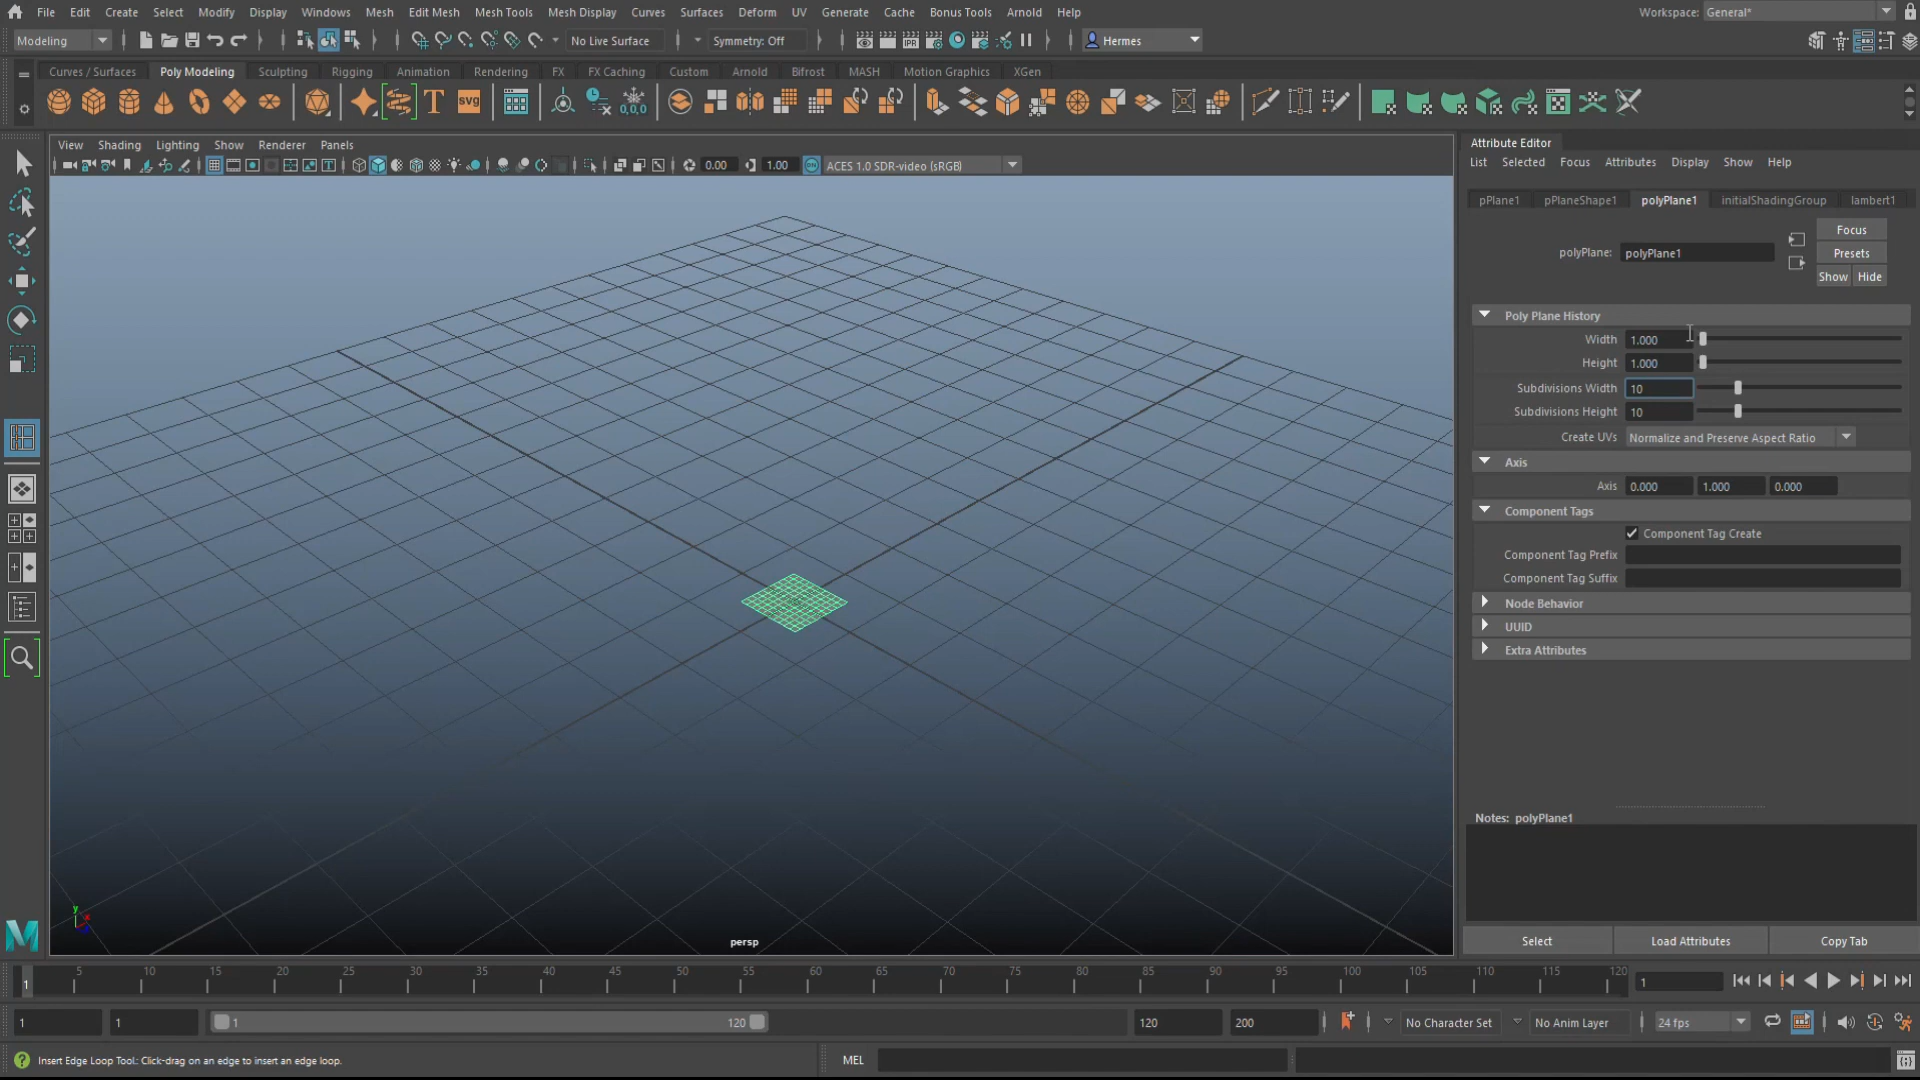 File Edit Create Select Modify Display Windows Mesh Edit Mesh Mesh Tools Mesh Display Curves Surfaces Deform UV Generate Cache Bonus Tools Arnold Help Workspace: General*
Modeling No Live Surface Symmetry: Off IPR Hermes
Curves / Surfaces Poly Modeling Sculpting Rigging Animation Rendering FX FX Caching Custom Arnold Bifrost MASH Motion Graphics XGen
T SVG 0,0,0
View Shading Lighting Show Renderer Panels
0.00 1.00 ON ACES 1.0 SDR-video (sRGB)
persp
y x
Attribute Editor
List Selected Focus Attributes Display Show Help
pPlane1 pPlaneShape1 polyPlane1 initialShadingGroup lambert1
Focus
polyPlane: polyPlane1 Presets
Show Hide
Poly Plane History
Width 1.000
Height 1.000
Subdivisions Width 10
Subdivisions Height 10
Create UVs Normalize and Preserve Aspect Ratio
Axis
Axis 0.000 1.000 0.000
Component Tags
Component Tag Create
Component Tag Prefix
Component Tag Suffix
Node Behavior
UUID
Extra Attributes
Notes: polyPlane1
Select Load Attributes Copy Tab
1 5 10 15 20 25 30 35 40 45 50 55 60 65 70 75 80 85 90 95 100 105 110 115 120 1
1 1 1 120 120 200 No Character Set No Anim Layer 24 fps
Insert Edge Loop Tool: Click-drag on an edge to insert an edge loop. MEL